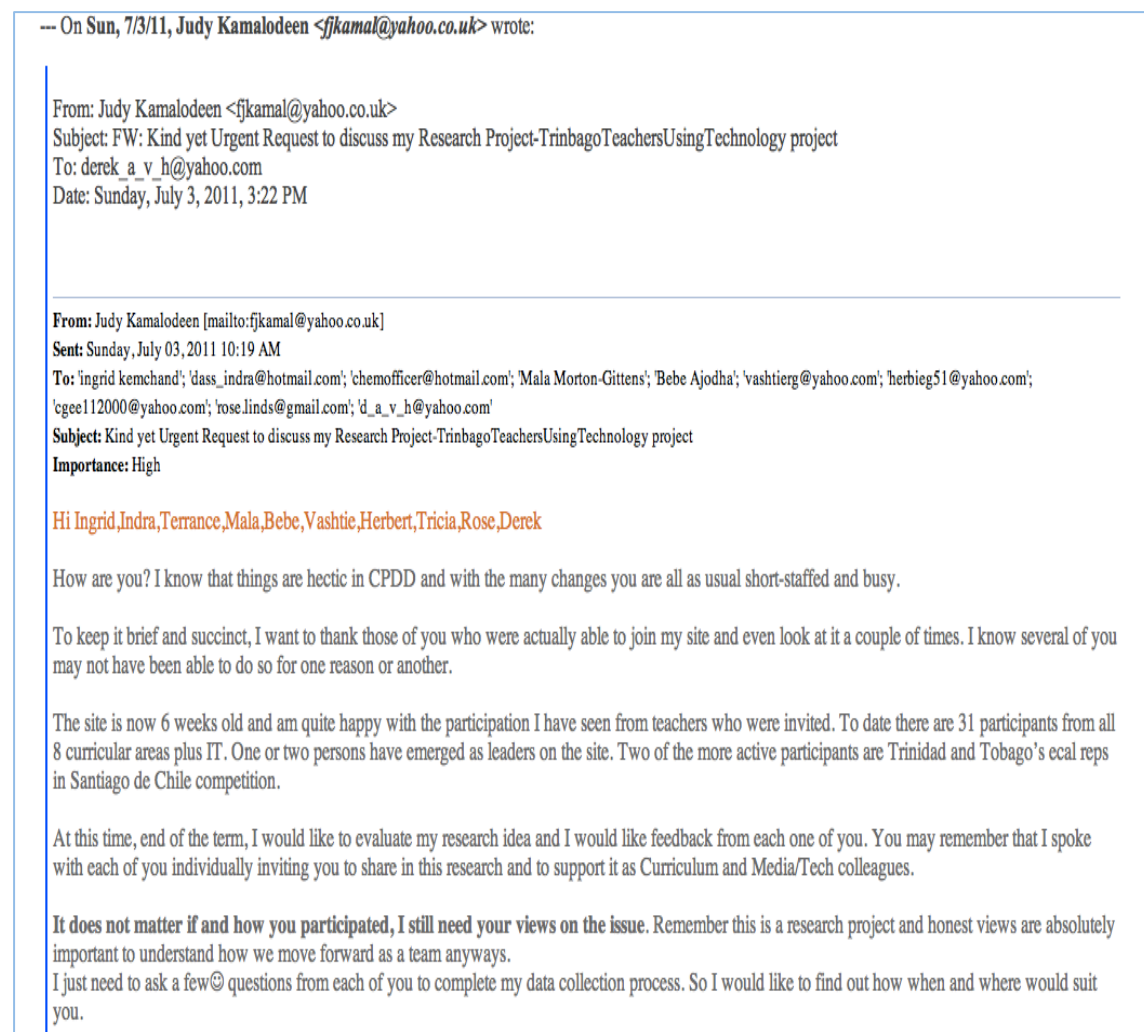 --- On Sun, 7/3/11, Judy Kamalodeen <fjkamal@yahoo.co.uk> wrote:
From: Judy Kamalodeen <fjkamal@yahoo.co.uk>
Subject: FW: Kind yet Urgent Request to discuss my Research Project-TrinbagoTeachersUsingTechnology project
To: derek_a_v_h@yahoo.com
Date: Sunday, July 3, 2011, 3:22 PM
From: Judy Kamalodeen [mailto:fjkamal@yahoo.co.uk]
Sent: Sunday, July 03, 2011 10:19 AM
To: 'ingrid kemchand'; 'dass_indra@hotmail.com'; 'chemofficer@hotmail.com'; 'Mala Morton-Gittens'; 'Bebe Ajodha'; 'vashtierg@yahoo.com'; 'herbieg51@yahoo.com';
'cgee112000@yahoo.com'; 'rose.linds@gmail.com'; 'd_a_v_h@yahoo.com'
Subject: Kind yet Urgent Request to discuss my Research Project-TrinbagoTeachersUsingTechnology project
Importance: High
Hi Ingrid,Indra,Terrance,Mala,Bebe,Vashtie,Herbert,Tricia,Rose,Derek
How are you? I know that things are hectic in CPDD and with the many changes you are all as usual short-staffed and busy.
To keep it brief and succinct, I want to thank those of you who were actually able to join my site and even look at it a couple of times. I know several of you
may not have been able to do so for one reason or another.
The site is now 6 weeks old and am quite happy with the participation I have seen from teachers who were invited. To date there are 31 participants from all
8 curricular areas plus IT. One or two persons have emerged as leaders on the site. Two of the more active participants are Trinidad and Tobago's ecal reps
in Santiago de Chile competition.
At this time, end of the term, I would like to evaluate my research idea and I would like feedback from each one of you. You may remember that I spoke
with each of you individually inviting you to share in this research and to support it as Curriculum and Media/Tech colleagues.
It does not matter if and how you participated, I still need your views on the issue. Remember this is a research project and honest views are absolutely
important to understand how we move forward as a team anyways.
I just need to ask a few☺ questions from each of you to complete my data collection process. So I would like to find out how when and where would suit
you.